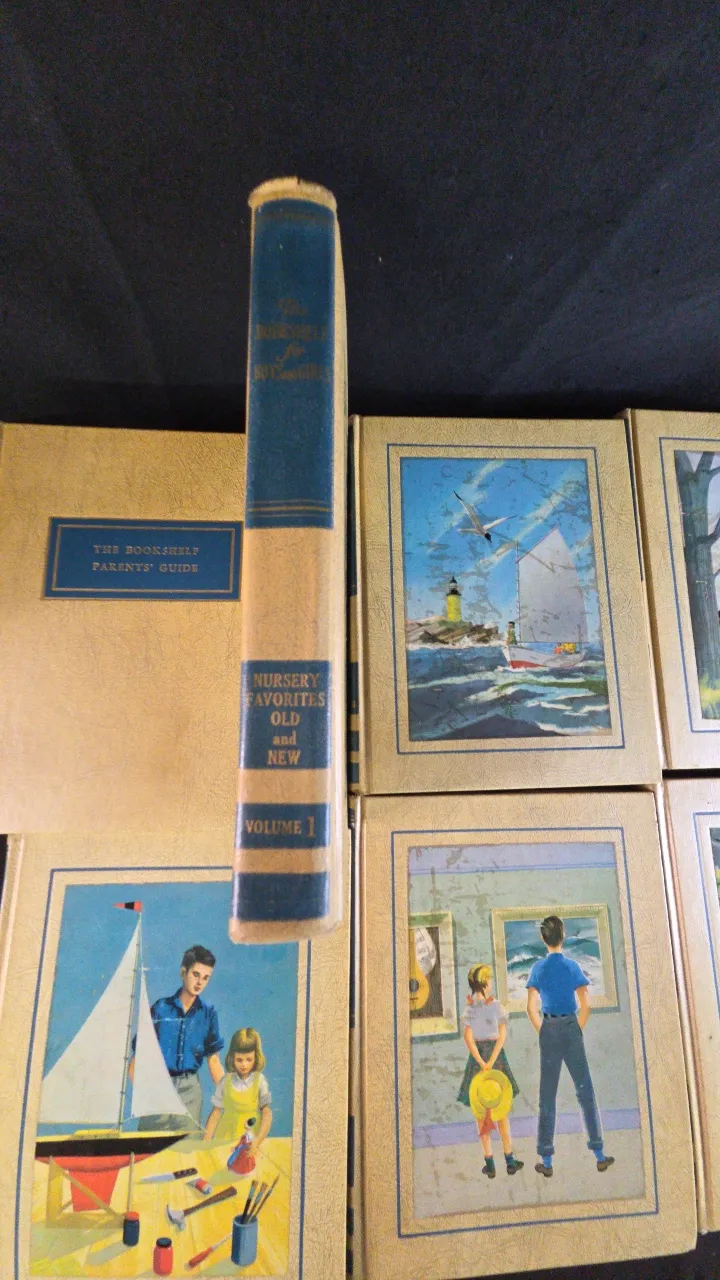 The
BOOKSHELF
for
BOYS and GIRLS
NURSERY
FAVORITES
OLD
and
NEW
VOLUME 1
THE BOOKSHELF
PARENTS' GUIDE